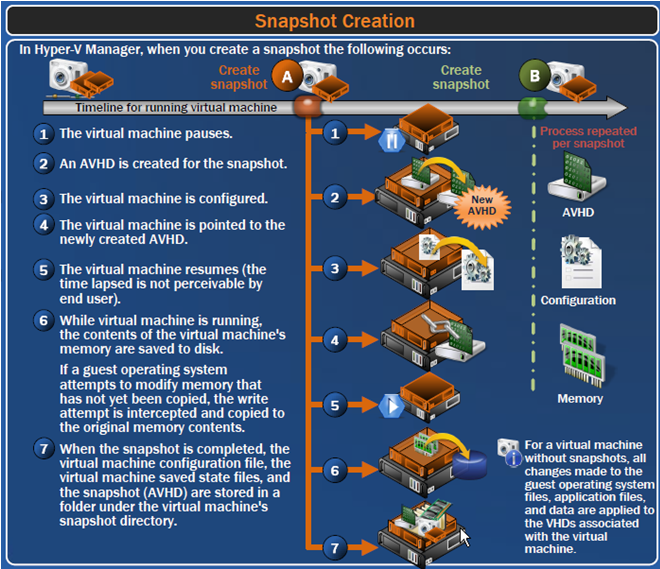 Snapshot Creation
In Hyper-V Manager, when you create a snapshot the following occurs:
Create
snapshot
A
Create
snapshot
B
Timeline for running virtual machine
1 The virtual machine pauses.
2 An AVHD is created for the snapshot.
3 The virtual machine is configured.
4 The virtual machine is pointed to the
newly created AVHD.
5 The virtual machine resumes (the
time lapsed is not perceivable by
end user).
6 While virtual machine is running,
the contents of the virtual machine's
memory are saved to disk.
If a guest operating system
attempts to modify memory that
has not yet been copied, the write
attempt is intercepted and copied to
the original memory contents.
7 When the snapshot is completed, the
virtual machine configuration file, the
virtual machine saved state files, and
the snapshot (AVHD) are stored in a
folder under the virtual machine's
snapshot directory.
1
2
New
AVHD
3
4
5
6
7
Process repeated
per snapshot
AVHD
Configuration
Memory
For a virtual machine
without snapshots, all
changes made to the
guest operating system
files, application files,
and data are applied to
the VHDs associated
with the virtual
machine.